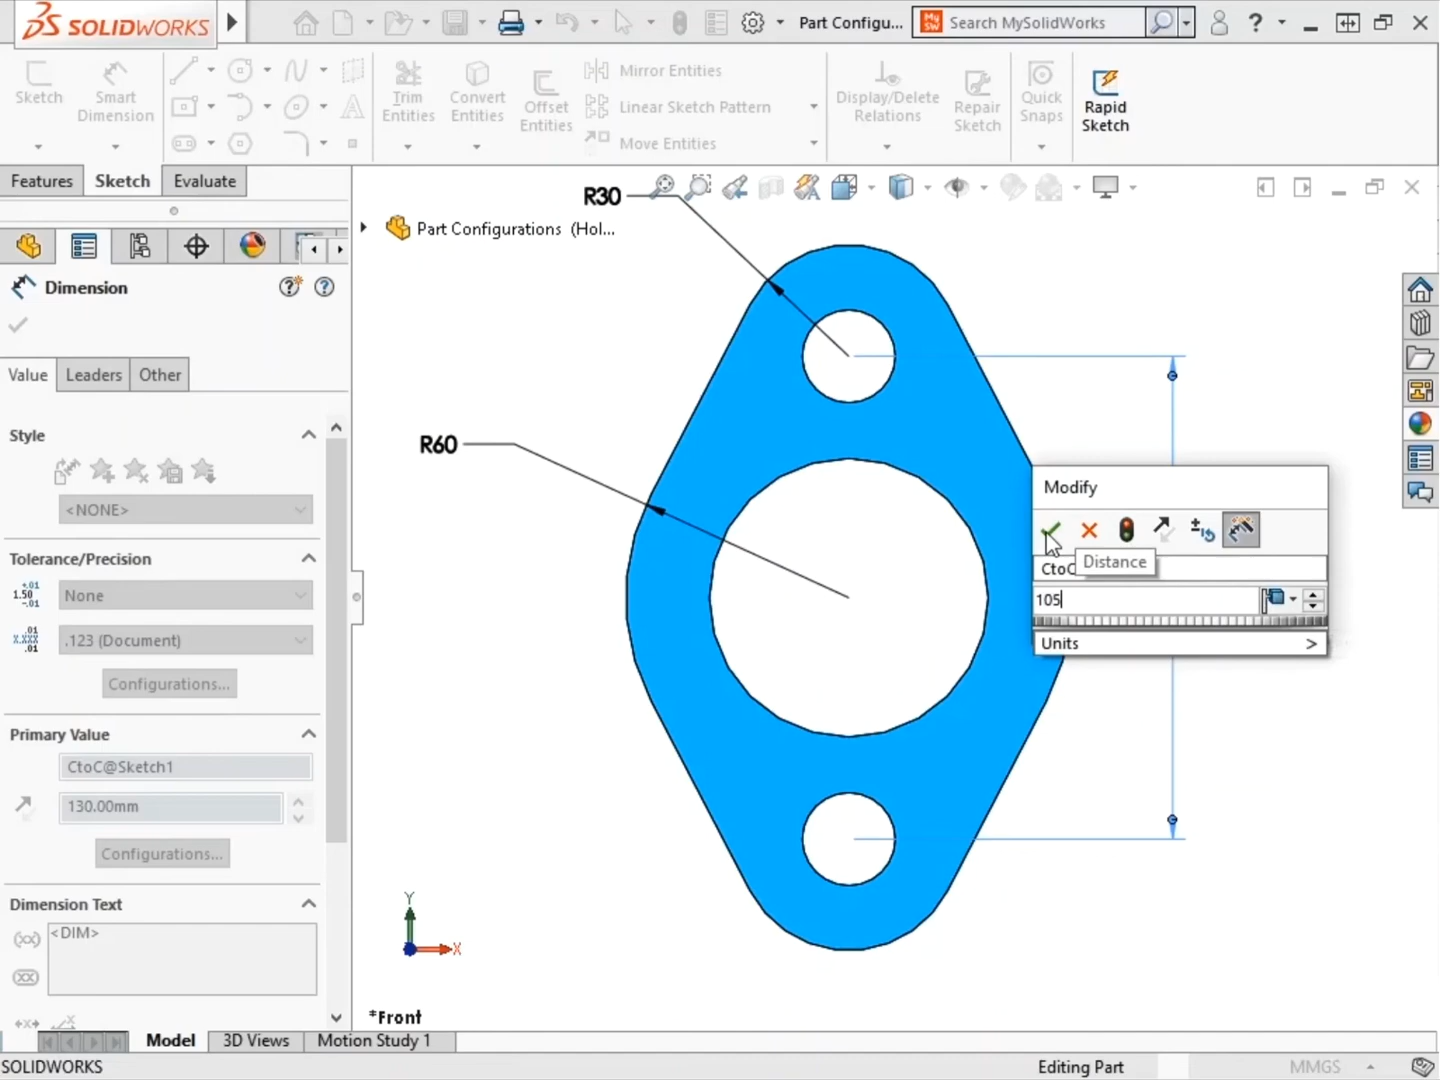 SOLIDWORKS
Part Configu...
Search MySolidWorks
?
Sketch
Smart
Dimension
Trim
Entities
Convert
Entities
Offset
Entities
Mirror Entities
Linear Sketch Pattern
Move Entities
Display/Delete
Relations
Repair
Sketch
Quick
Snaps
Rapid
Sketch
Features
Sketch
Evaluate
R30
Part Configurations (Hol...
Dimension
Value
Leaders
Other
R60
Style
<NONE>
Modify
Distance
CtoC
105
Units
Tolerance/Precision
None
.123 (Document)
Configurations...
Primary Value
CtoC@Sketch1
130.00mm
Configurations...
Dimension Text
<DIM>
Y
X
*Front
Model
3D Views
Motion Study 1
SOLIDWORKS
Editing Part
MMGS